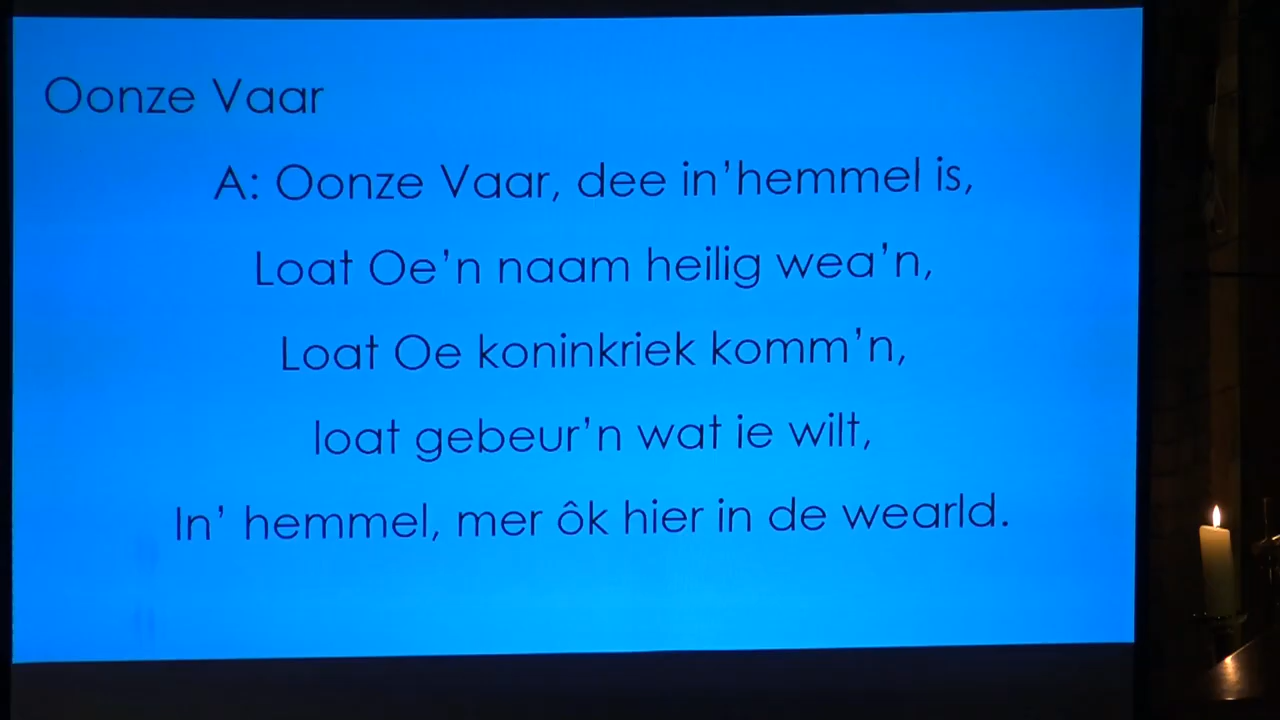 Oonze Vaar
A: Oonze Vaar, dee in’hemmel is,
Loat Oe’n naam heilig wea’n,
Loat Oe koninkriek komm’n,
loat gebeur’n wat ie wilt,
In’ hemmel, mer ôk hier in de wearld.